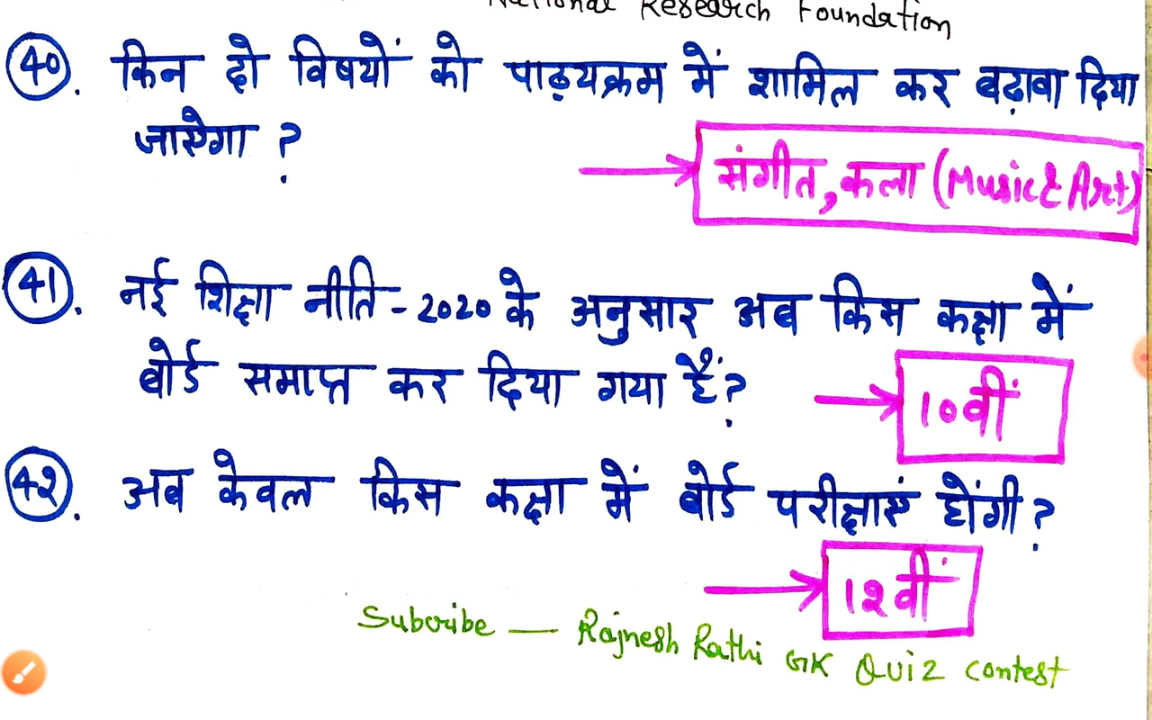 National Research Foundation
40. किन दो विषयों को पाठ्यक्रम में शामिल कर बढ़ावा दिया
जाऐगा ?
संगीत, कला (Music & Art)
41. नई शिक्षा नीति - 2020 के अनुसार अब किस कक्षा में
बोर्ड समाप्त कर दिया गया हैं?
10वीं
42. अब केवल किस कक्षा में बोर्ड परीक्षाएं होंगी?
12वीं
Subcribe — Rajnesh Rathi GK Quiz contest